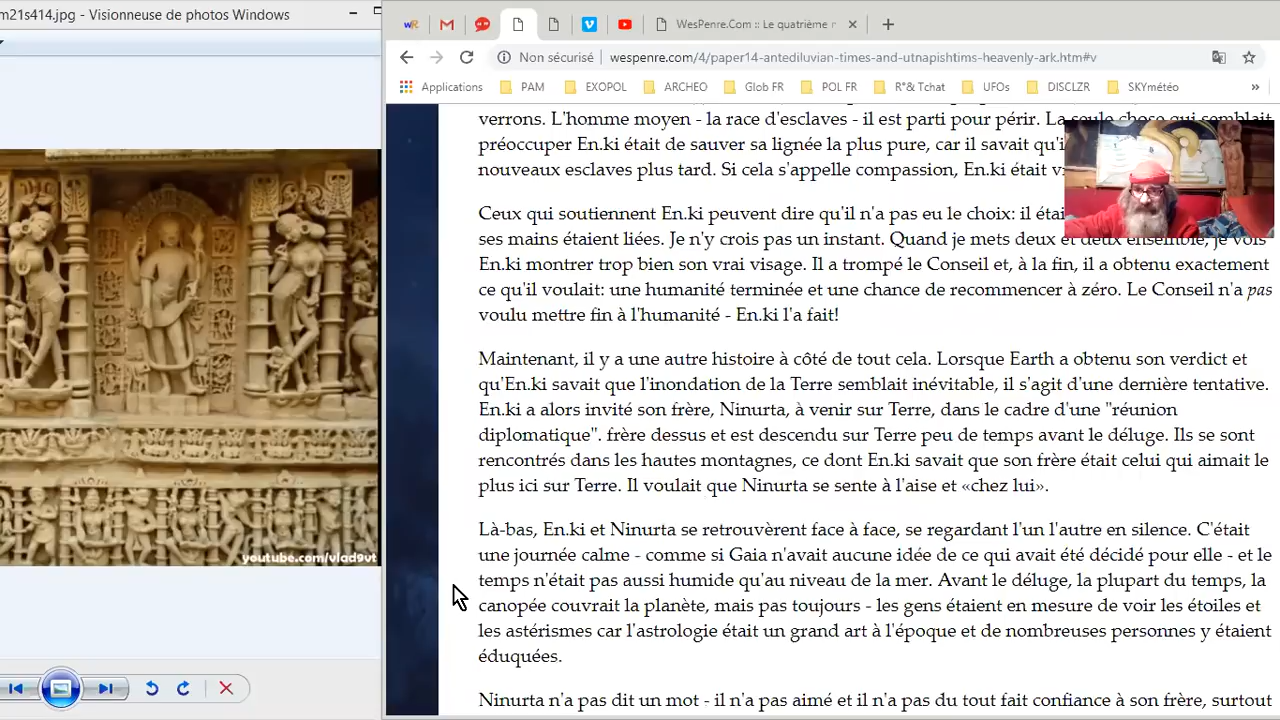 m21s414.jpg - Visionneuse de photos Windows
youtube.com/vlad9vt
WesPenre.Com :: Le quatrième r
Non sécurisé | wespenre.com/4/paper14-antediluvian-times-and-utnapishtims-heavenly-ark.htm#v
Applications PAM EXOPOL ARCHEO Glob FR POL FR R°& Tchat UFOs DISCLZR SKYmétéo »
verrons. L'homme moyen - la race d'esclaves - il est parti pour périr. La seule chose qui semblait
préoccuper En.ki était de sauver sa lignée la plus pure, car il savait qu'i
nouveaux esclaves plus tard. Si cela s'appelle compassion, En.ki était v
Ceux qui soutiennent En.ki peuvent dire qu'il n'a pas eu le choix: il étai
ses mains étaient liées. Je n'y crois pas un instant. Quand je mets deux et deux ensemble, je vois
En.ki montrer trop bien son vrai visage. Il a trompé le Conseil et, à la fin, il a obtenu exactement
ce qu'il voulait: une humanité terminée et une chance de recommencer à zéro. Le Conseil n'a pas
voulu mettre fin à l'humanité - En.ki l'a fait!
Maintenant, il y a une autre histoire à côté de tout cela. Lorsque Earth a obtenu son verdict et
qu'En.ki savait que l'inondation de la Terre semblait inévitable, il s'agit d'une dernière tentative.
En.ki a alors invité son frère, Ninurta, à venir sur Terre, dans le cadre d'une "réunion
diplomatique". frère dessus et est descendu sur Terre peu de temps avant le déluge. Ils se sont
rencontrés dans les hautes montagnes, ce dont En.ki savait que son frère était celui qui aimait le
plus ici sur Terre. Il voulait que Ninurta se sente à l'aise et «chez lui».
Là-bas, En.ki et Ninurta se retrouvèrent face à face, se regardant l'un l'autre en silence. C'était
une journée calme - comme si Gaia n'avait aucune idée de ce qui avait été décidé pour elle - et le
temps n'était pas aussi humide qu'au niveau de la mer. Avant le déluge, la plupart du temps, la
canopée couvrait la planète, mais pas toujours - les gens étaient en mesure de voir les étoiles et
les astérismes car l'astrologie était un grand art à l'époque et de nombreuses personnes y étaient
éduquées.
Ninurta n'a pas dit un mot - il n'a pas aimé et il n'a pas du tout fait confiance à son frère, surtout